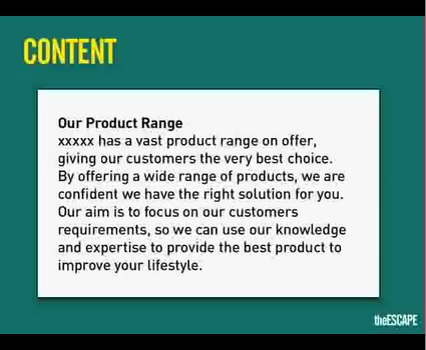 CONTENT
Our Product Range
xxxxx has a vast product range on offer,
giving our customers the very best choice.
By offering a wide range of products, we are
confident we have the right solution for you.
Our aim is to focus on our customers
requirements, so we can use our knowledge
and expertise to provide the best product to
improve your lifestyle.
theESCAPE